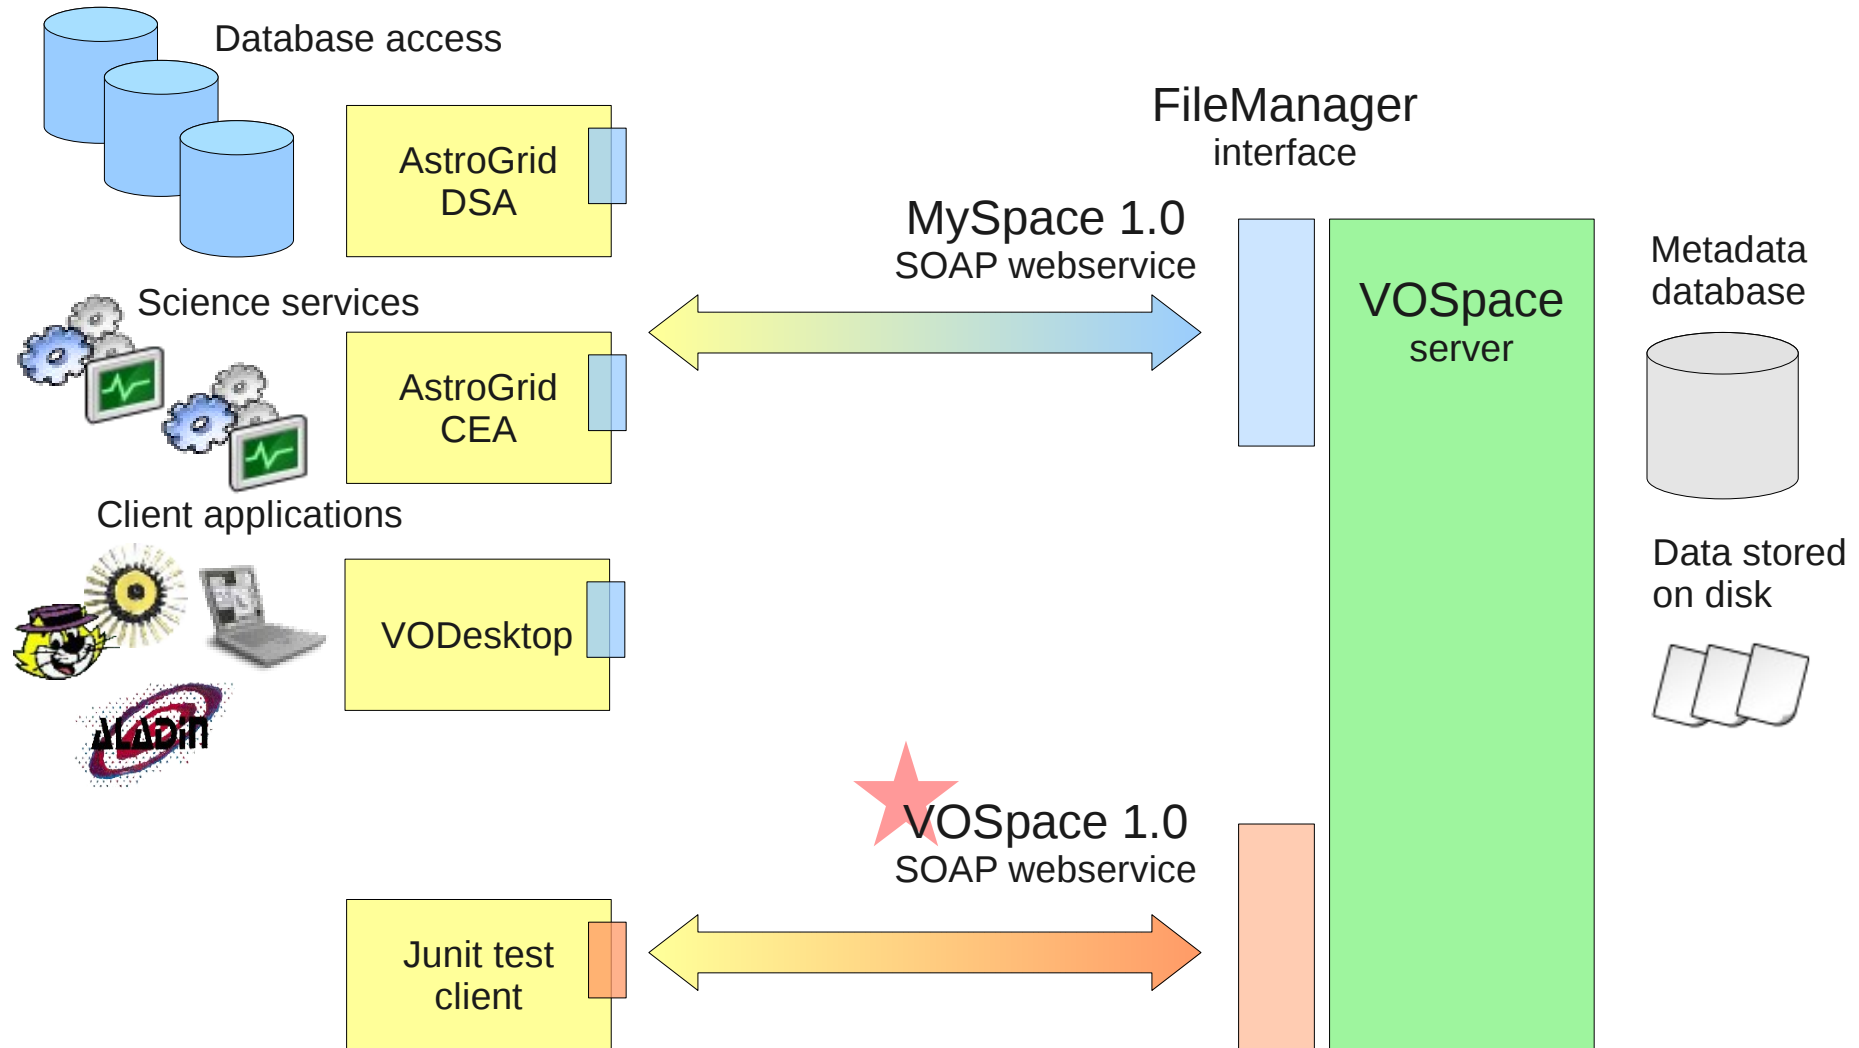 Database access
AstroGrid
DSA
FileManager
interface
MySpace 1.0
SOAP webservice
VOSpace
server
Metadata
database
Science services
AstroGrid
CEA
Client applications
VODesktop
ALADIN
Data stored
on disk
VOSpace 1.0
SOAP webservice
Junit test
client